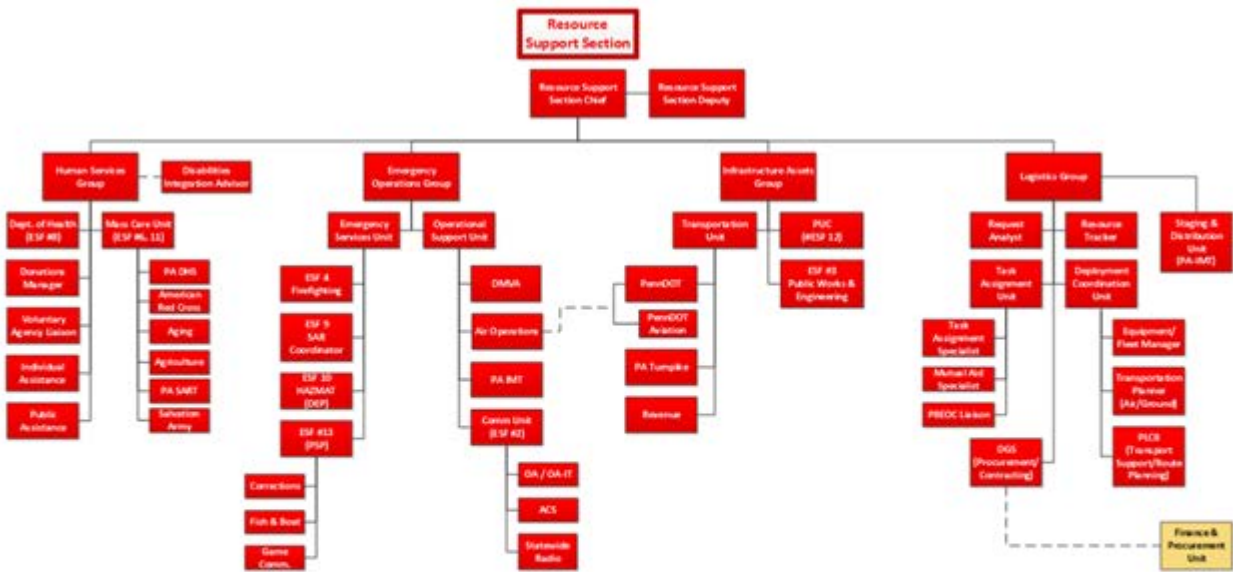 Resource
Support Section
Resource Support
Section Chief
Resource Support
Section Deputy
Human Services
Group
Disabilities
Integration Advisor
Emergency
Operations Group
Infrastructure Assets
Group
Logistics Group
Dept. of Health
(ESF #8)
Mass Care Unit
(ESF #6, 11)
Donations
Manager
Voluntary
Agency Liaison
Individual
Assistance
Public
Assistance
PA DHS
American
Red Cross
Aging
Agriculture
PA SART
Salvation
Army
Emergency
Services Unit
Operational
Support Unit
ESF 4
Firefighting
ESF 9
SAR
Coordinator
ESF 10
HAZMAT
(DEP)
ESF #13
(PSP)
Corrections
Fish & Boat
Game
Comm.
DMVA
Air Operations
PA IMT
Comm Unit
(ESF #2)
OA / OA-IT
ACS
Statewide
Radio
Transportation
Unit
PUC
(#ESF 12)
PennDOT
PennDOT
Aviation
PA Turnpike
Revenue
ESF #3
Public Works &
Engineering
Request
Analyst
Resource
Tracker
Staging &
Distribution
Unit
(PA-IMT)
Task
Assignment
Unit
Deployment
Coordination
Unit
Task
Assignment
Specialist
Mutual Aid
Specialist
PBEOC Liaison
Equipment/
Fleet Manager
Transportation
Planner
(Air/Ground)
PLCB
(Transport
Support/Route
Planning)
DGS
(Procurement/
Contracting)
Finance &
Procurement
Unit